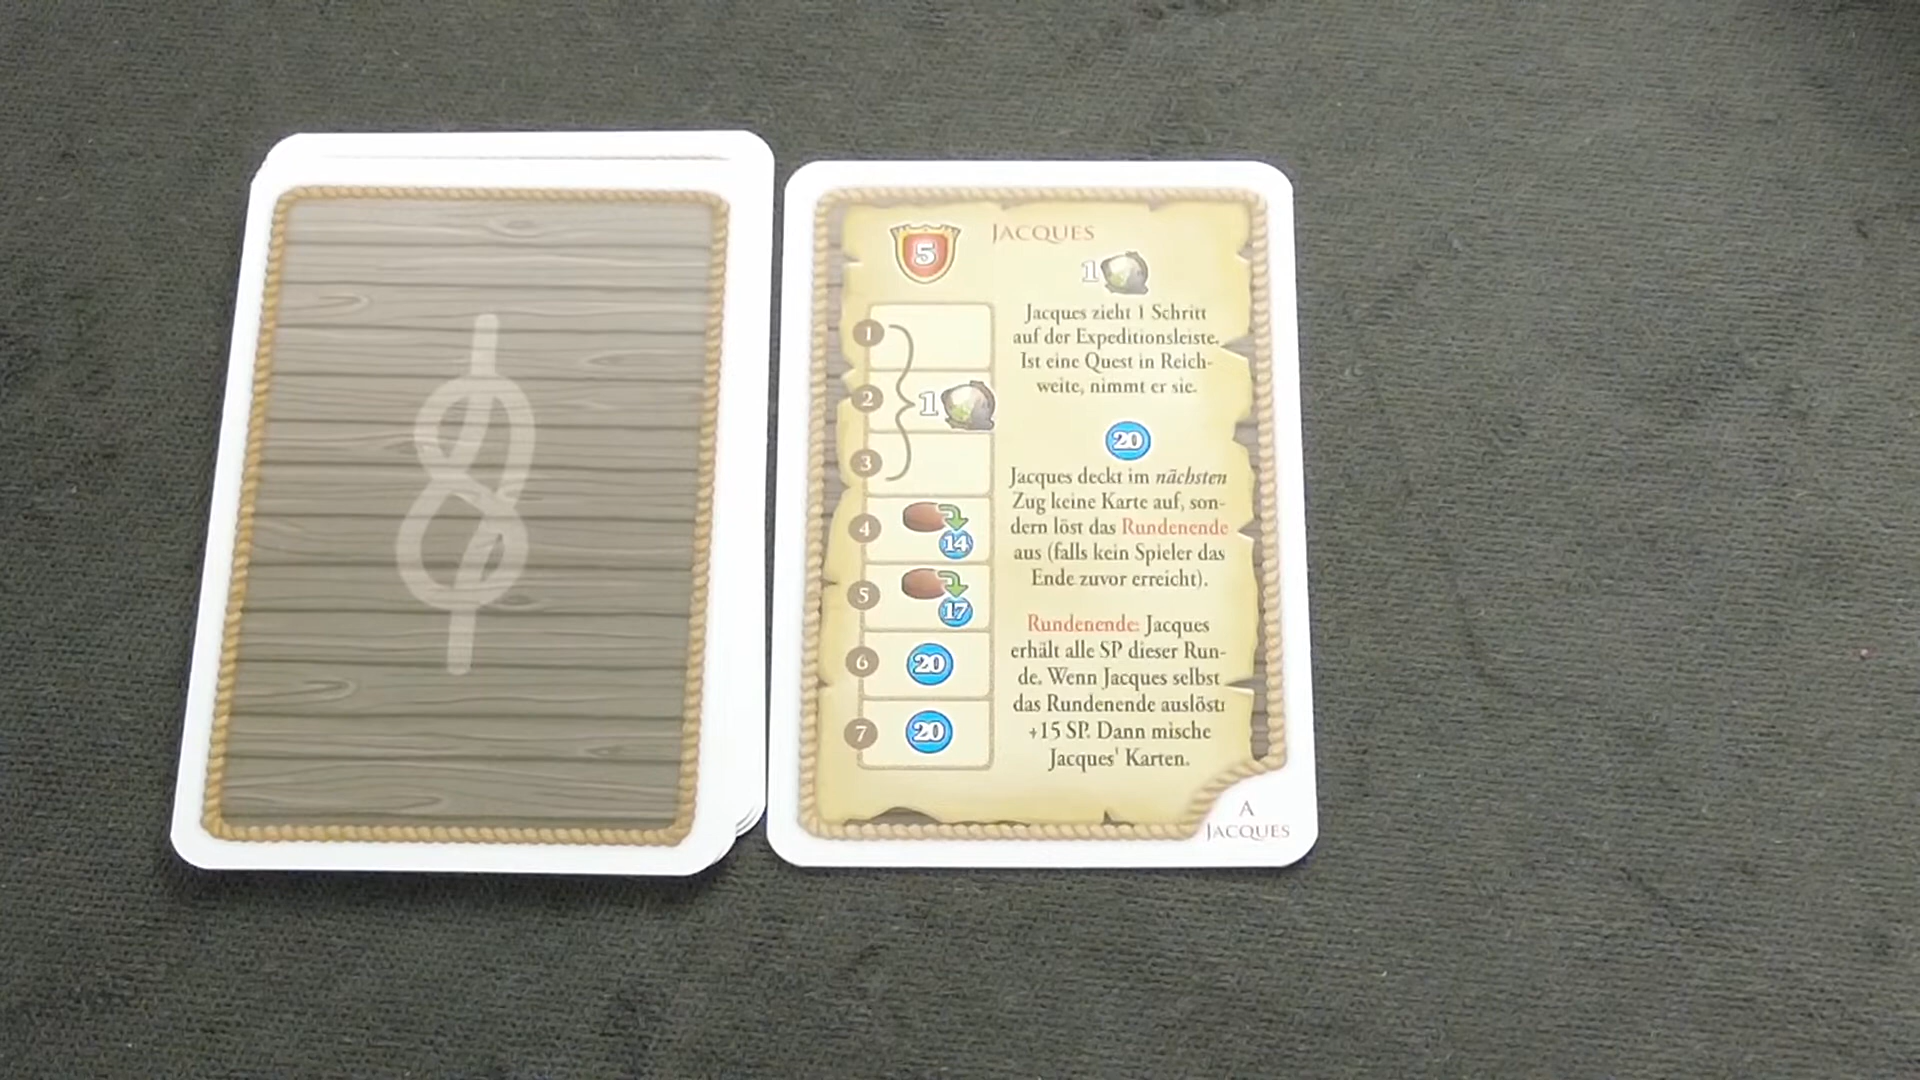 5
JACQUES
1
Jacques zieht 1 Schritt
auf der Expeditionsleiste.
Ist eine Quest in Reich-
weite, nimmt er sie.
20
Jacques deckt im nächsten
Zug keine Karte auf, son-
dern löst das Rundenende
aus (falls kein Spieler das
Ende zuvor erreicht).
Rundenende: Jacques
erhält alle SP dieser Run-
de. Wenn Jacques selbst
das Rundenende auslöst:
+15 SP. Dann mische
Jacques' Karten.
1
2 1
3
4 14
5 17
6 20
7 20
A
JACQUES